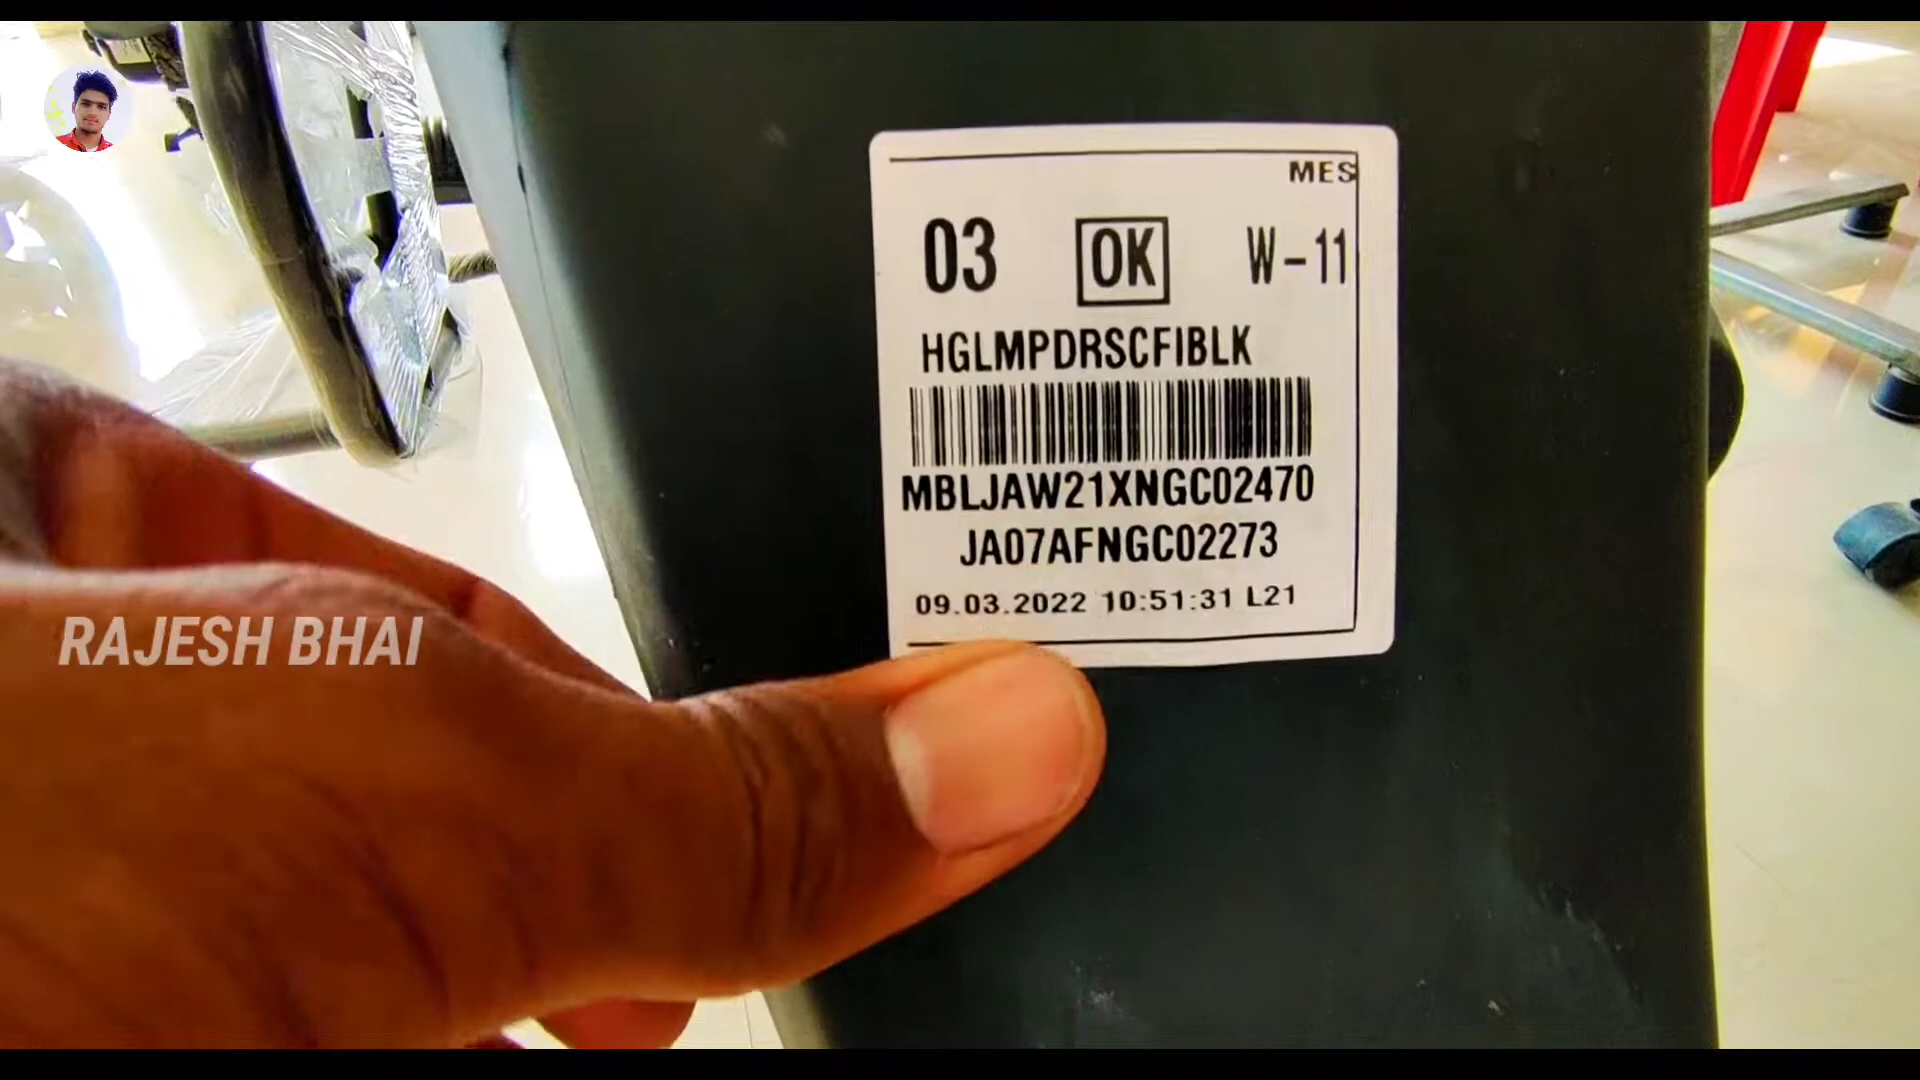 MES
03 OK W-11
HGLMPDRSCFIBLK
MBLJAW21XNGC02470
JA07AFNGC02273
09.03.2022 10:51:31 L21
RAJESH BHAI